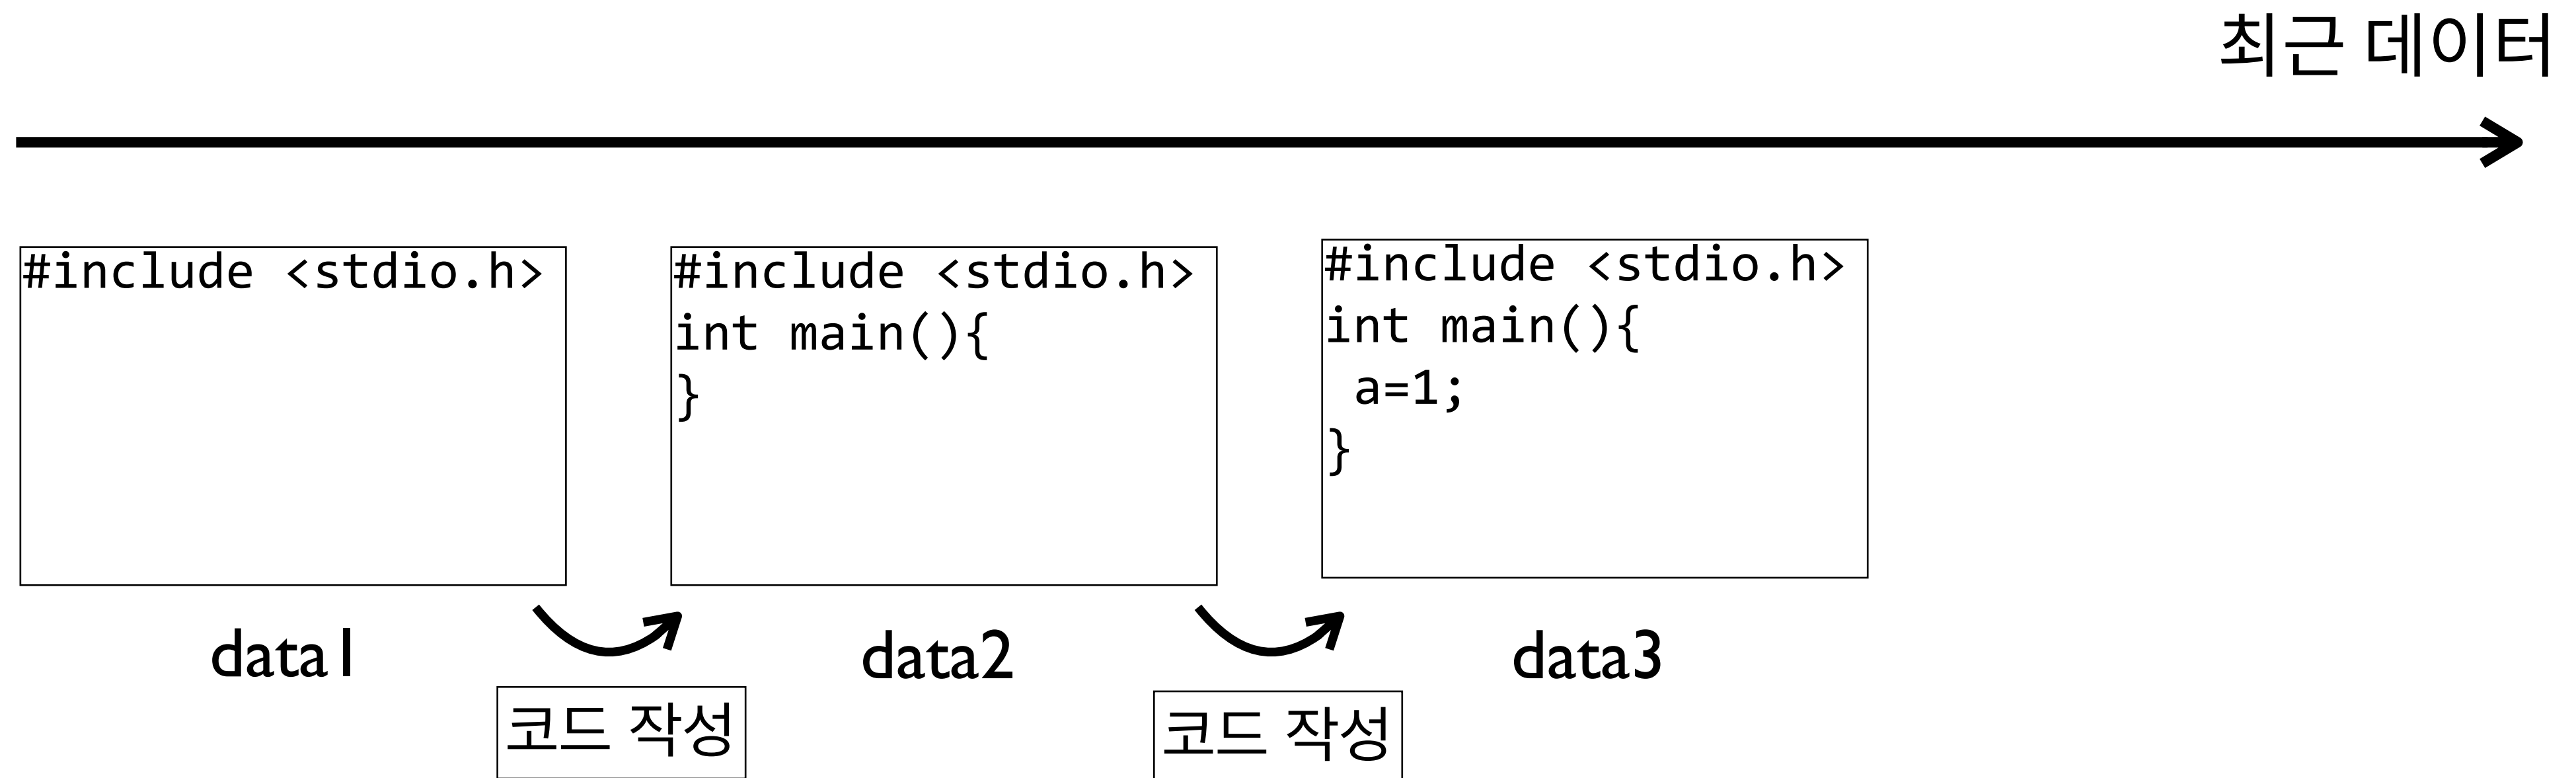 최근 데이터
#include <stdio.h>
#include <stdio.h>
int main(){
}
#include <stdio.h>
int main(){
 a=1;
}
data1
data2
data3
코드 작성
코드 작성